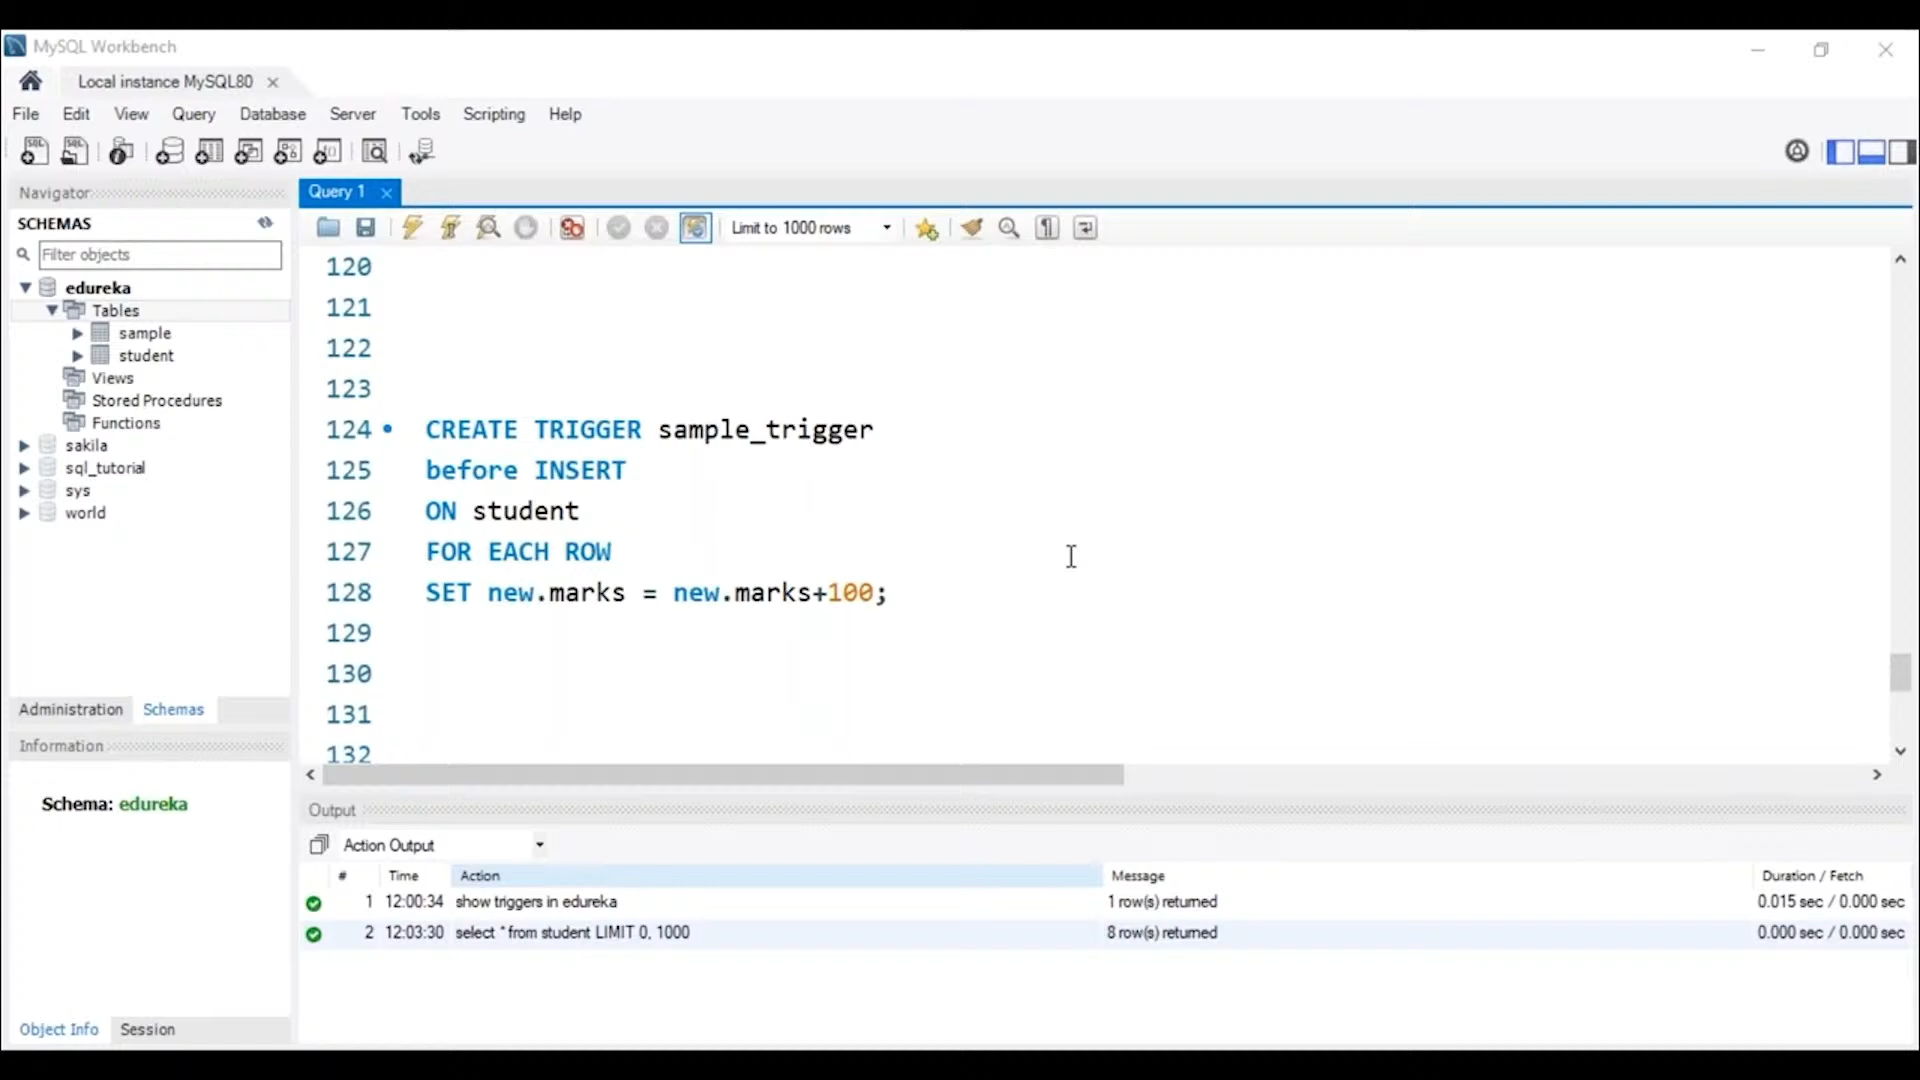 MySQL Workbench
Local instance MySQL80
File Edit View Query Database Server Tools Scripting Help
Navigator
SCHEMAS
Filter objects
edureka
Tables
sample
student
Views
Stored Procedures
Functions
sakila
sql_tutorial
sys
world
Administration Schemas
Information
Schema: edureka
Object Info Session
Query 1
Limit to 1000 rows
120
121
122
123
124 CREATE TRIGGER sample_trigger
125 before INSERT
126 ON student
127 FOR EACH ROW
128 SET new.marks = new.marks+100;
129
130
131
132
Output
Action Output
# Time Action Message Duration / Fetch
1 12:00:34 show triggers in edureka 1 row(s) returned 0.015 sec / 0.000 sec
2 12:03:30 select * from student LIMIT 0, 1000 8 row(s) returned 0.000 sec / 0.000 sec